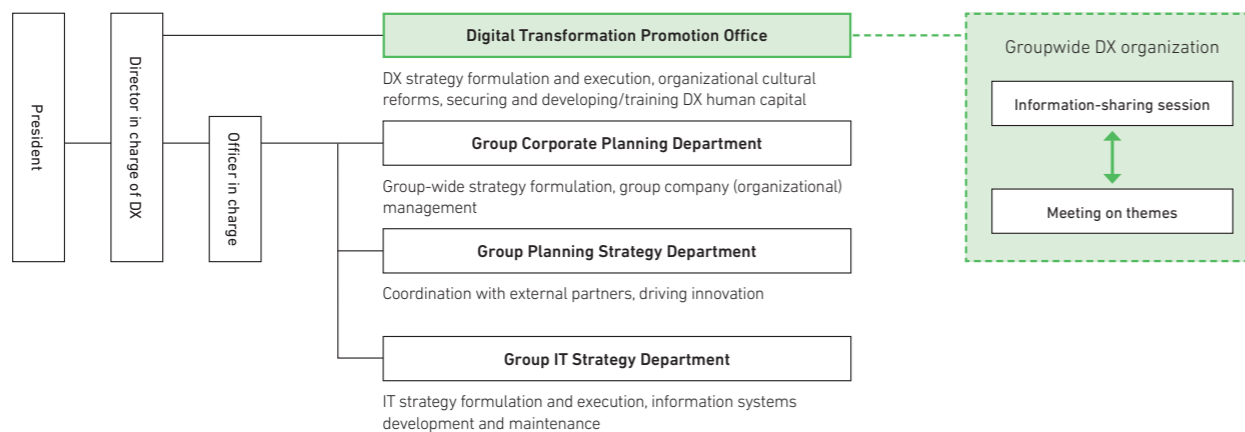 President
Director in charge of DX
Officer in charge
Digital Transformation Promotion Office
DX strategy formulation and execution, organizational cultural
reforms, securing and developing/training DX human capital
Group Corporate Planning Department
Group-wide strategy formulation, group company (organizational)
management
Group Planning Strategy Department
Coordination with external partners, driving innovation
Group IT Strategy Department
IT strategy formulation and execution, information systems
development and maintenance
Groupwide DX organization
Information-sharing session
Meeting on themes